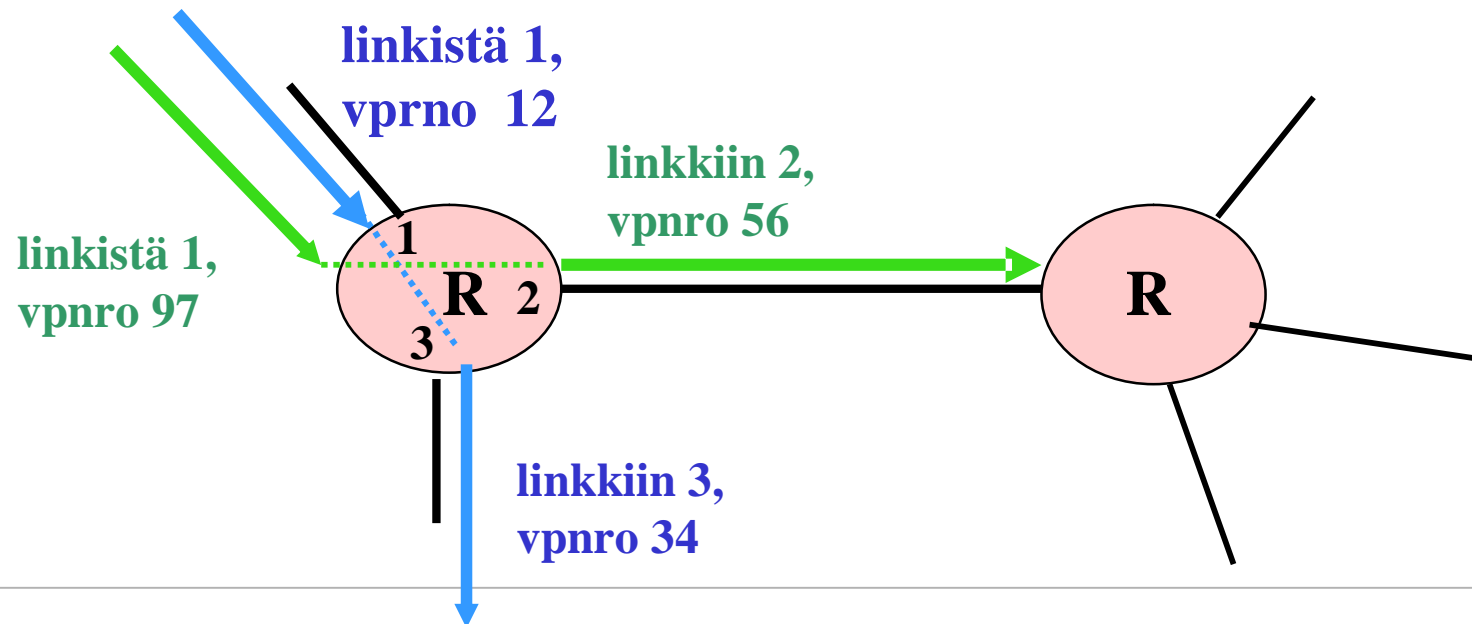 linkistä 1,
vprno 12
linkkiin 2,
vpnro 56
linkistä 1,
vpnro 97
1
R 2
3
R
linkkiin 3,
vpnro 34